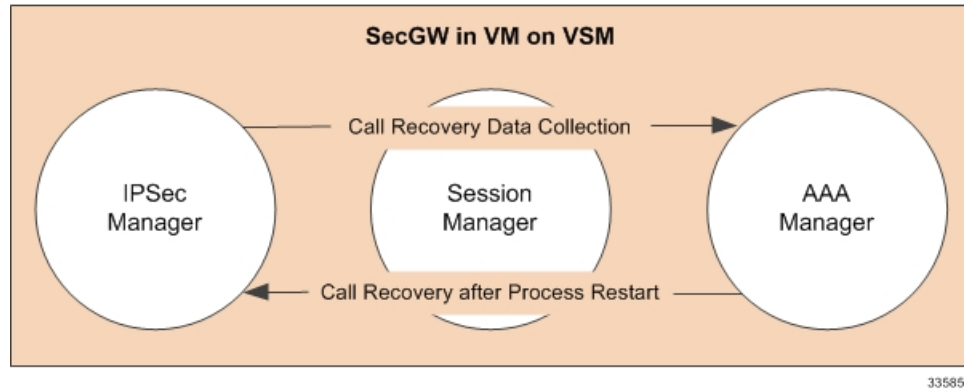 SecGW in VM on VSM
Call Recovery Data Collection
IPSec
Manager
Session
Manager
AAA
Manager
Call Recovery after Process Restart
33585